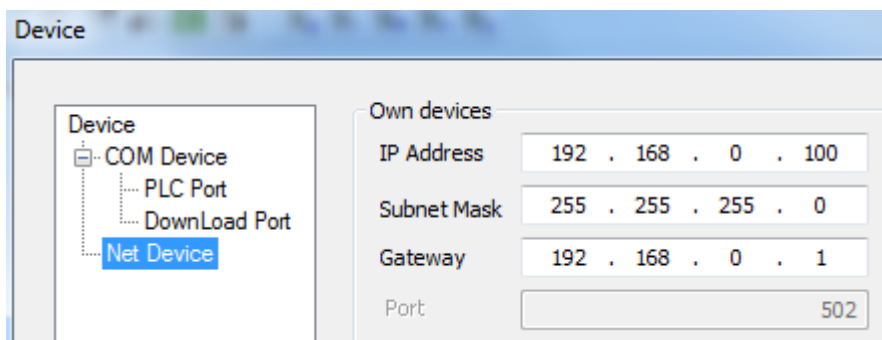 Device
Device
COM Device
PLC Port
DownLoad Port
Net Device
Own devices
IP Address 192 . 168 . 0 . 100
Subnet Mask 255 . 255 . 255 . 0
Gateway 192 . 168 . 0 . 1
Port 502